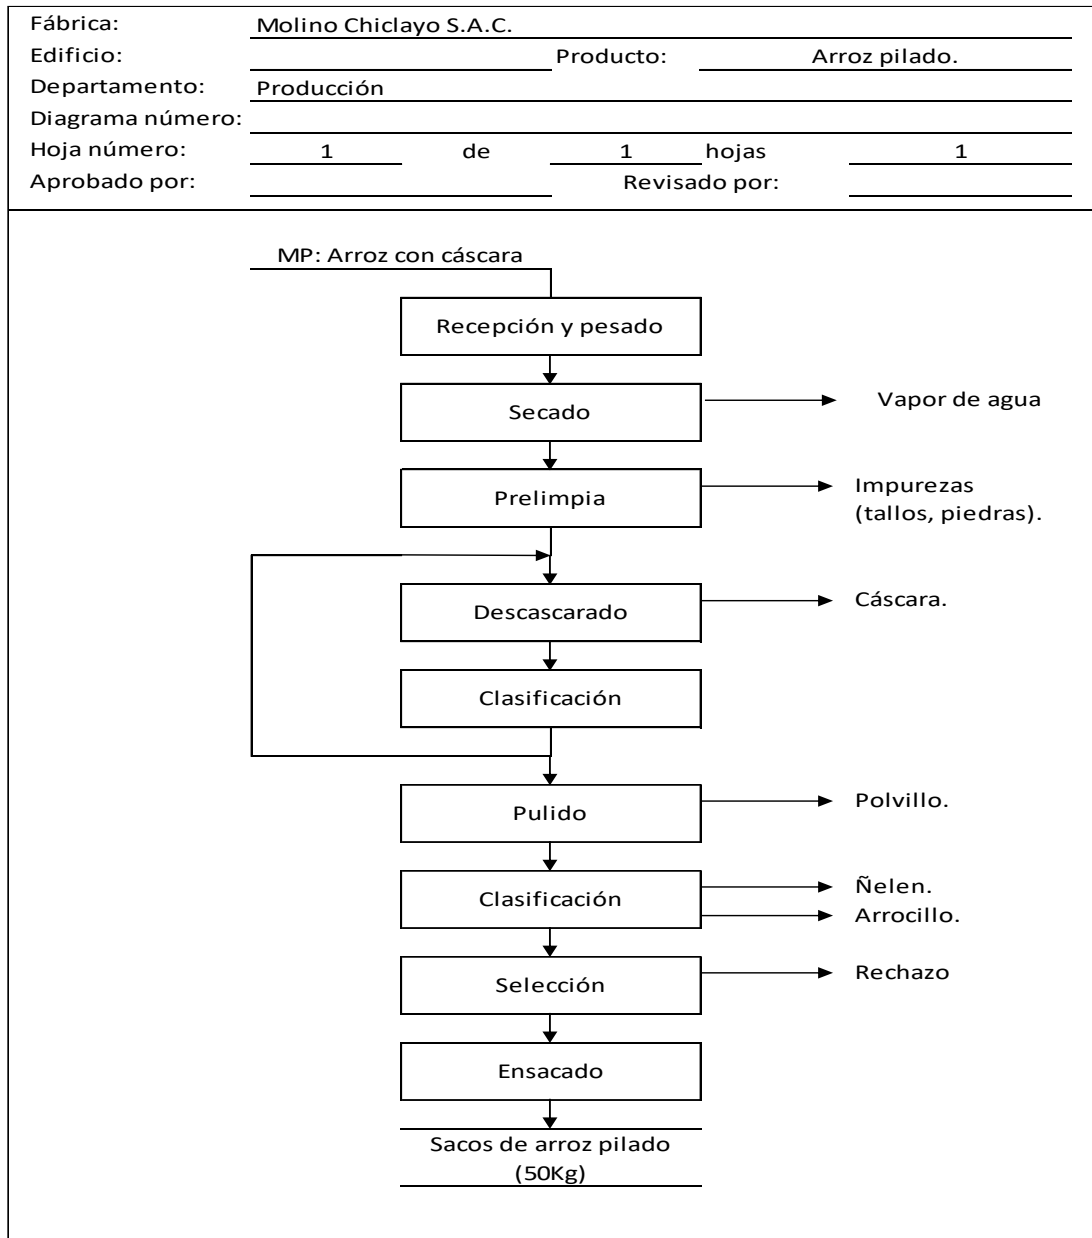 Fábrica: Molino Chiclayo S.A.C.
Edificio: Producto: Arroz pilado.
Departamento: Producción
Diagrama número:
Hoja número: 1 de 1 hojas 1
Aprobado por: Revisado por:
MP: Arroz con cáscara
Recepción y pesado
Secado Vapor de agua
Prelimpia Impurezas
(tallos, piedras).
Descascarado Cáscara.
Clasificación
Pulido Polvillo.
Clasificación Ñelen.
Arrocillo.
Selección Rechazo
Ensacado
Sacos de arroz pilado
(50Kg)